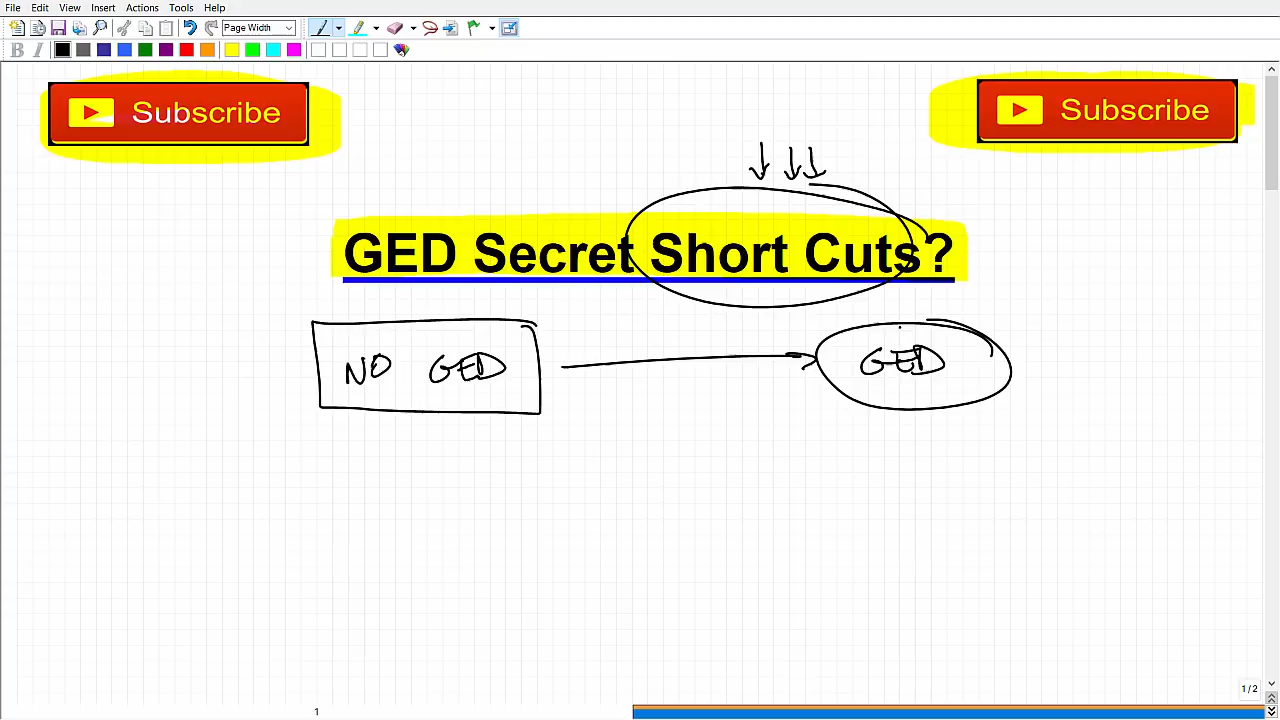 File Edit View Insert Actions Tools Help
Page Width
B I
Subscribe Subscribe
GED Secret Short Cuts?
NO GED GED
1/2
1